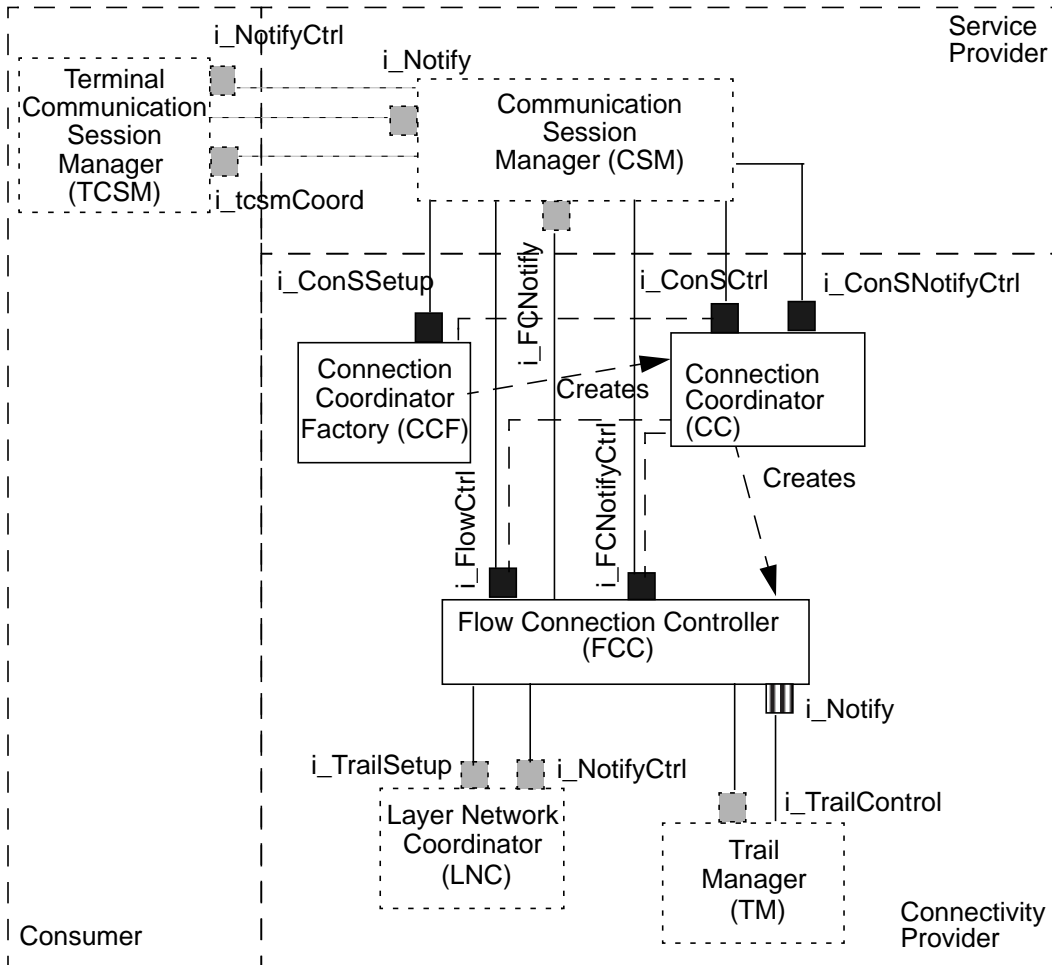 i_NotifyCtrl
Service
Provider
i_Notify
Terminal
Communication
Session
Manager
(TCSM)
Communication
Session
Manager (CSM)
i_tcsmCoord
i_ConSSetup
i_FCNotify
i_ConSCtrl
i_ConSNotifyCtrl
Connection
Coordinator
Factory (CCF)
Creates
Connection
Coordinator
(CC)
i_FlowCtrl
i_FCNotifyCtrl
Creates
Flow Connection Controller
(FCC)
i_Notify
i_TrailSetup
i_NotifyCtrl
i_TrailControl
Layer Network
Coordinator
(LNC)
Trail
Manager
(TM)
Consumer
Connectivity
Provider